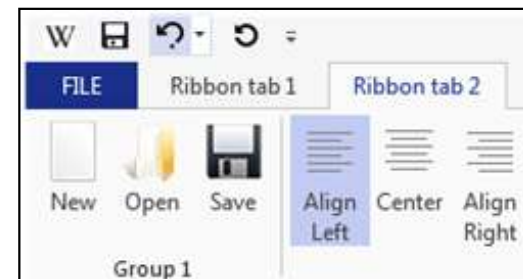 W
FILE Ribbon tab 1 Ribbon tab 2
New Open Save Align Left Center Align Right
Group 1